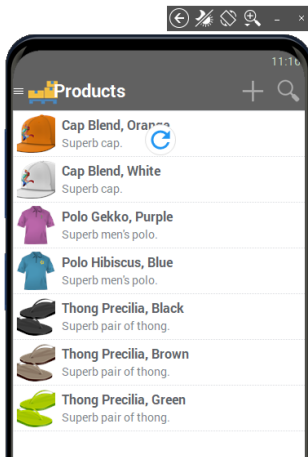 11:16
Products
Cap Blend, Orange
Superb cap.
Cap Blend, White
Superb cap.
Polo Gekko, Purple
Superb men's polo.
Polo Hibiscus, Blue
Superb men's polo.
Thong Precilia, Black
Superb pair of thong.
Thong Precilia, Brown
Superb pair of thong.
Thong Precilia, Green
Superb pair of thong.